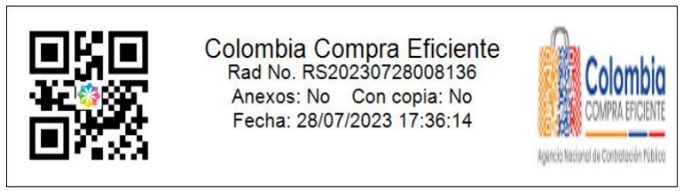 Colombia Compra Eficiente
Rad No. RS20230728008136
Anexos: No Con copia: No
Fecha: 28/07/2023 17:36:14
Colombia
COMPRA EFICIENTE
Agencia Nacional de Contratación Pública